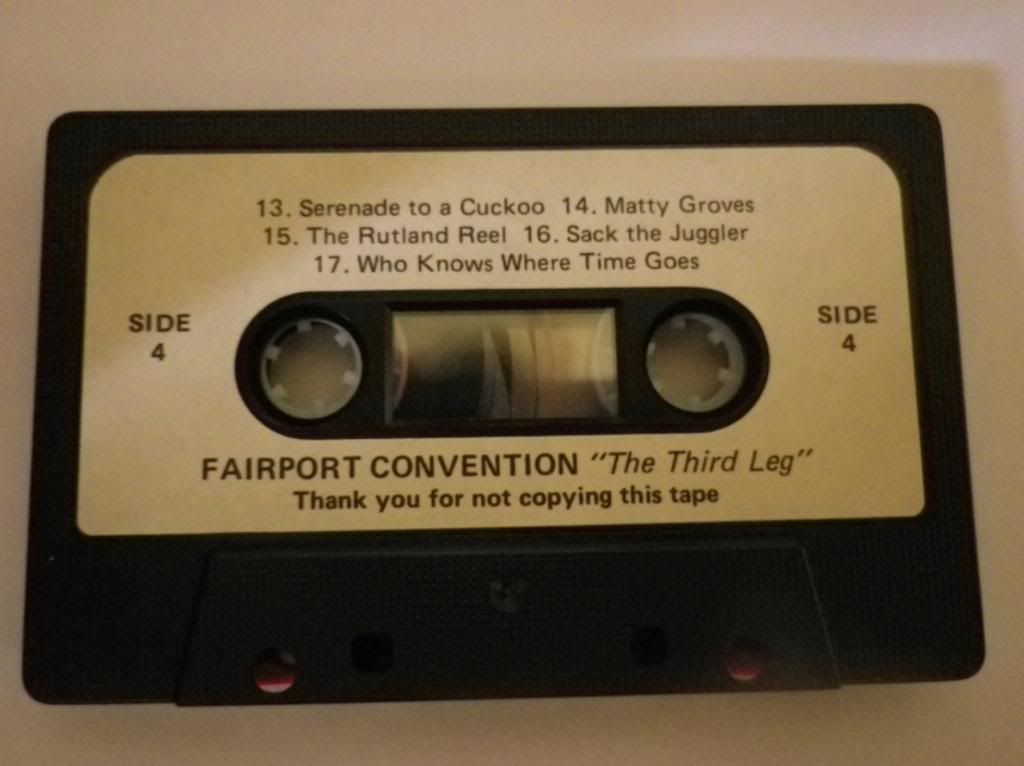 13. Serenade to a Cuckoo 14. Matty Groves
15. The Rutland Reel 16. Sack the Juggler
17. Who Knows Where Time Goes
SIDE
4
SIDE
4
FAIRPORT CONVENTION "The Third Leg"
Thank you for not copying this tape